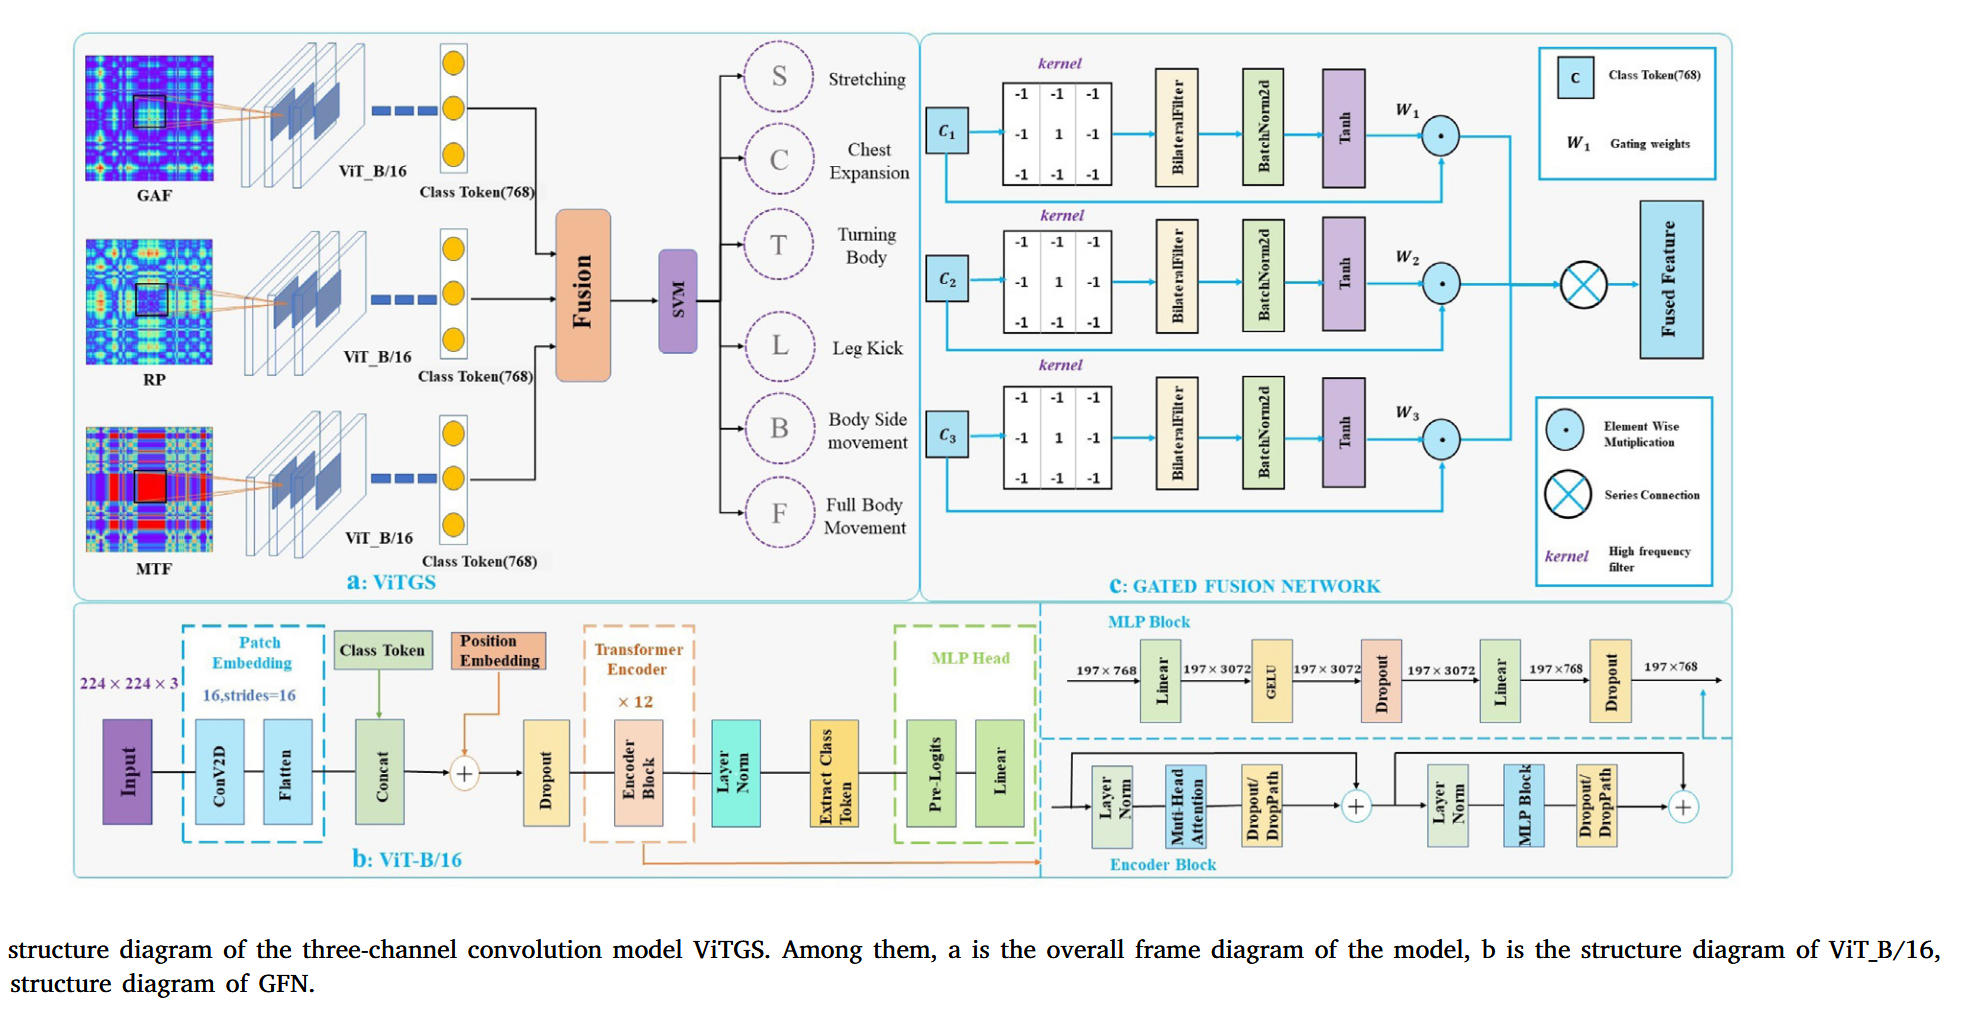 GAF
ViT_B/16
Class Token(768)
RP
ViT_B/16
Class Token(768)
MTF
ViT_B/16
Class Token(768)
Fusion
SVM
S
Stretching
C
Chest
Expansion
T
Turning
Body
L
Leg Kick
B
Body Side
movement
F
Full Body
Movement
a: ViTGS
kernel
C1
-1 -1 -1
-1 1 -1
-1 -1 -1
BilateralFilter
BatchNorm2d
Tanh
W1
kernel
C2
-1 -1 -1
-1 1 -1
-1 -1 -1
BilateralFilter
BatchNorm2d
Tanh
W2
kernel
C3
-1 -1 -1
-1 1 -1
-1 -1 -1
BilateralFilter
BatchNorm2d
Tanh
W3
C
Class Token(768)
W1
Gating weights
Fused Feature
Element Wise
Mutiplication
Series Connection
kernel
High frequency
filter
c: GATED FUSION NETWORK
224 × 224 × 3
Input
Patch
Embedding
16,strides=16
ConV2D
Flatten
Class Token
Concat
Position
Embedding
+
Dropout
Transformer
Encoder
× 12
Encoder
Block
Layer
Norm
Extract Class
Token
MLP Head
Pre-Logits
Linear
b: ViT-B/16
MLP Block
197 × 768
Linear
197 × 3072
GELU
197 × 3072
Dropout
197 × 3072
Linear
197 ×768
Dropout
197 ×768
Layer
Norm
Muti-Head
Attention
Dropout/
DropPath
+
Layer
Norm
MLP Block
Dropout/
DropPath
+
Encoder Block
structure diagram of the three-channel convolution model ViTGS. Among them, a is the overall frame diagram of the model, b is the structure diagram of ViT_B/16,
structure diagram of GFN.